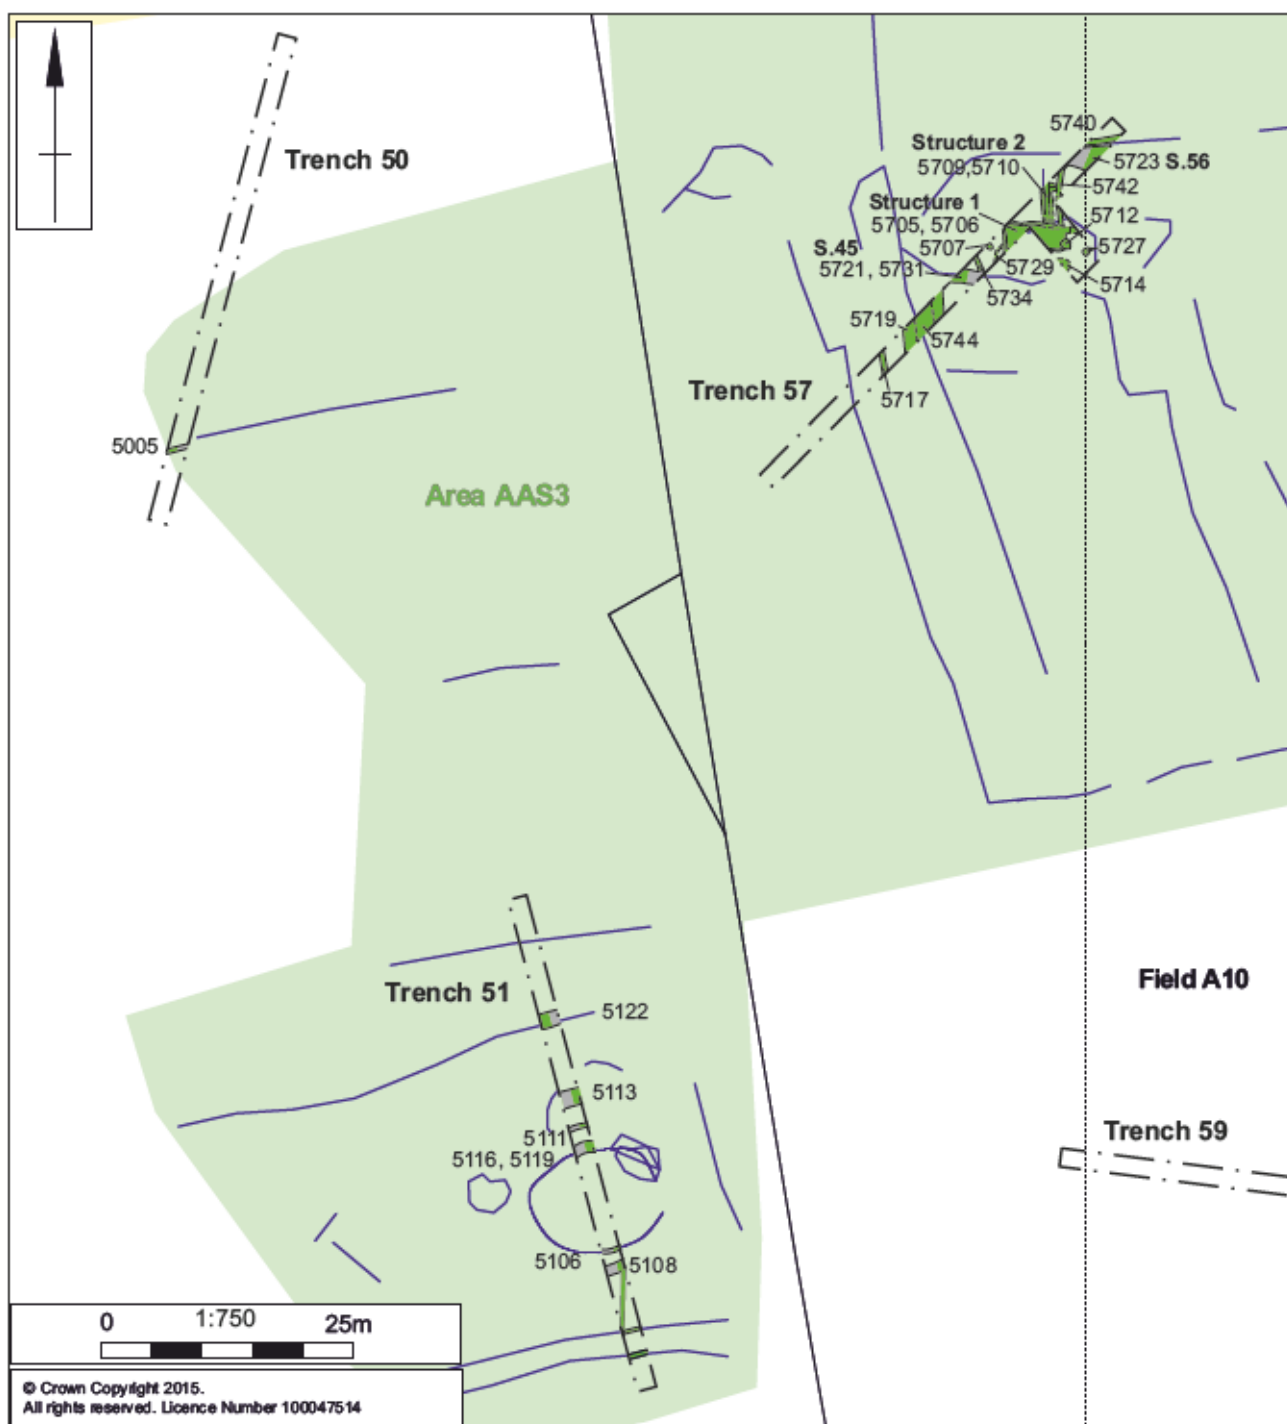 5740
Trench 50
Structure 2
5723 S.56
5709,5710
5742
Structure 1
5712
5705, 5706
S.45
5707
5727
5721, 5731
5729
5714
5734
5719
5744
Trench 57
5717
5005
Area AAS3
Field A10
Trench 51
5122
5113
Trench 59
5111
5116, 5119
5106
5108
0 1:750 25m
© Crown Copyright 2015.
All rights reserved. Licence Number 100047514